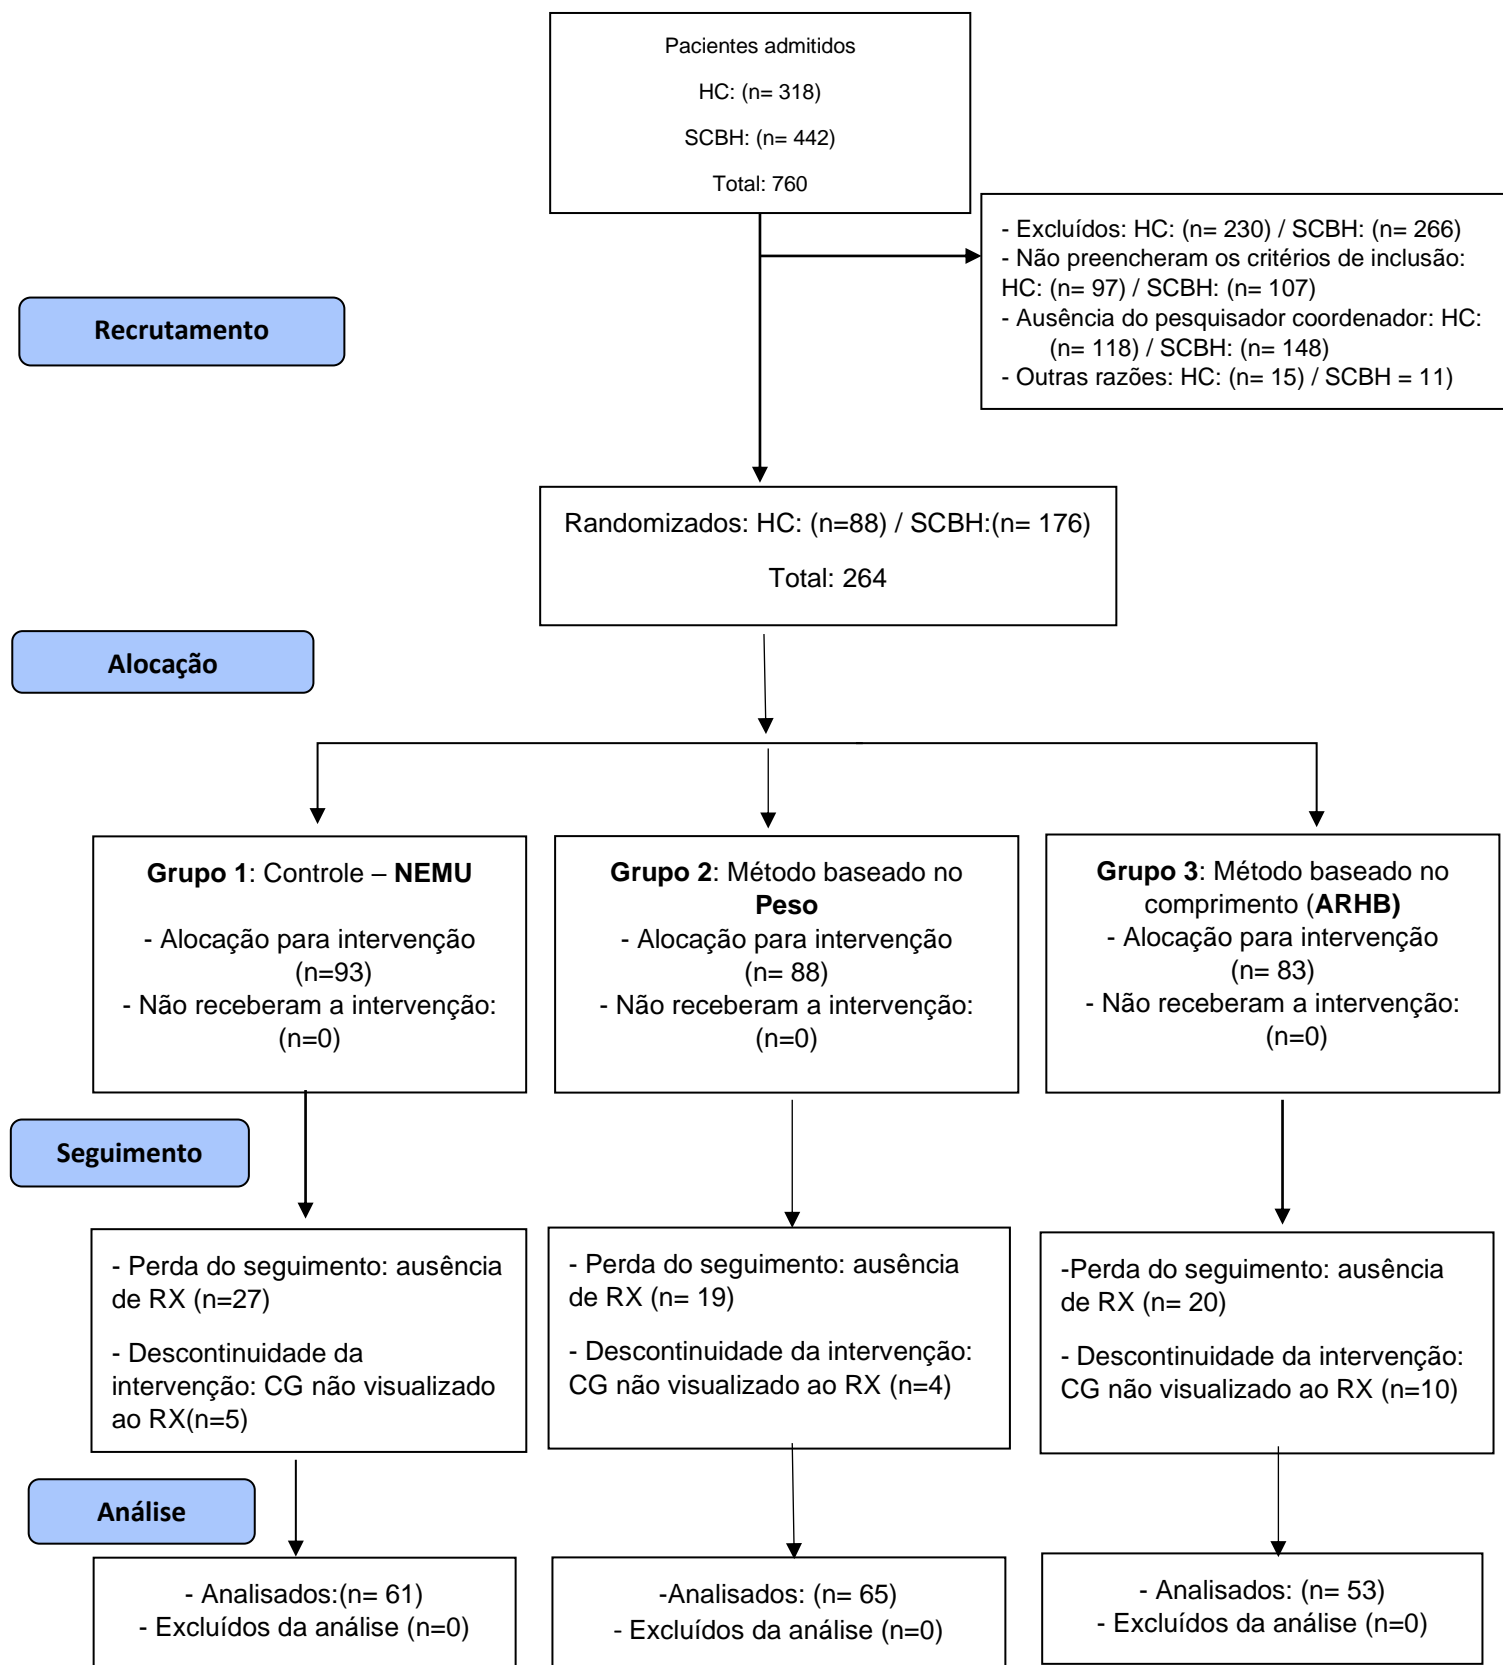 Pacientes admitidos
HC: (n= 318)
SCBH: (n= 442)
Total: 760
- Excluídos: HC: (n= 230) / SCBH: (n= 266)
- Não preencheram os critérios de inclusão:
HC: (n= 97) / SCBH: (n= 107)
- Ausência do pesquisador coordenador: HC:
(n= 118) / SCBH: (n= 148)
- Outras razões: HC: (n= 15) / SCBH = 11)
Recrutamento
Randomizados: HC: (n=88) / SCBH:(n= 176)
Total: 264
Alocação
Grupo 1: Controle – NEMU
- Alocação para intervenção
(n=93)
- Não receberam a intervenção:
(n=0)
Grupo 2: Método baseado no
Peso
- Alocação para intervenção
(n= 88)
- Não receberam a intervenção:
(n=0)
Grupo 3: Método baseado no
comprimento (ARHB)
- Alocação para intervenção
(n= 83)
- Não receberam a intervenção:
(n=0)
Seguimento
- Perda do seguimento: ausência
de RX (n=27)
- Descontinuidade da
intervenção: CG não visualizado
ao RX(n=5)
- Perda do seguimento: ausência
de RX (n= 19)
- Descontinuidade da intervenção:
CG não visualizado ao RX (n=4)
-Perda do seguimento: ausência
de RX (n= 20)
- Descontinuidade da intervenção:
CG não visualizado ao RX (n=10)
Análise
- Analisados:(n= 61)
- Excluídos da análise (n=0)
-Analisados: (n= 65)
- Excluídos da análise (n=0)
- Analisados: (n= 53)
- Excluídos da análise (n=0)